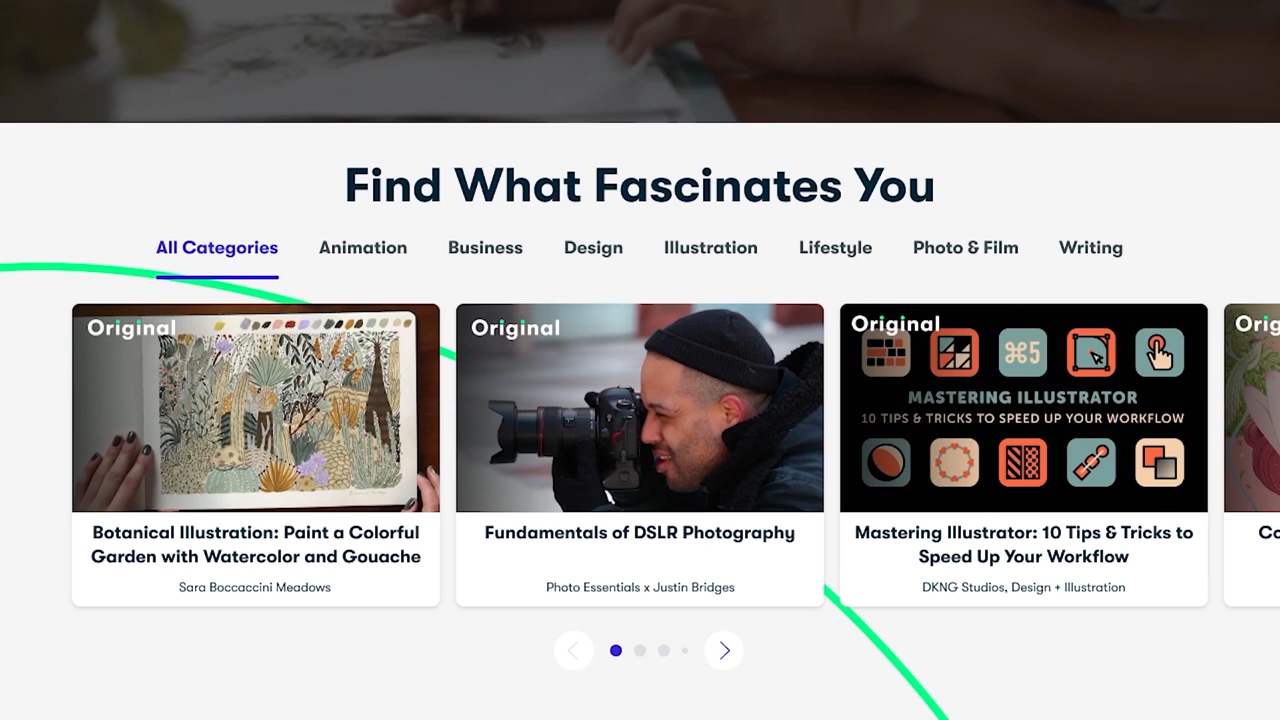 Find What Fascinates You
All Categories
Animation
Business
Design
Illustration
Lifestyle
Photo & Film
Writing
Original
Botanical Illustration: Paint a Colorful
Garden with Watercolor and Gouache
Sara Boccaccini Meadows
Original
Fundamentals of DSLR Photography
Photo Essentials x Justin Bridges
Original
⌘5
MASTERING ILLUSTRATOR
10 TIPS & TRICKS TO SPEED UP YOUR WORKFLOW
Mastering Illustrator: 10 Tips & Tricks to
Speed Up Your Workflow
DKNG Studios, Design + Illustration
Orig
Co